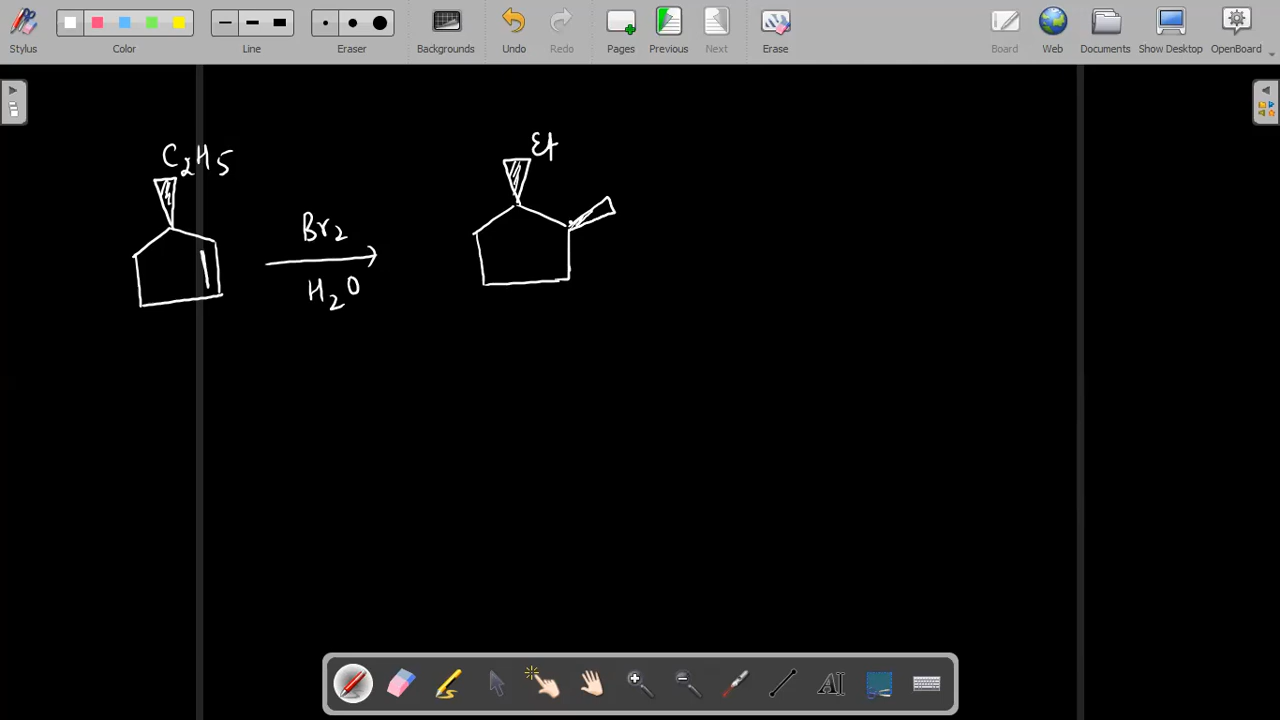 Stylus
Color
Line
Eraser
Backgrounds
Undo
Redo
Pages
Previous
Next
Erase
Board
Web
Documents
Show Desktop
OpenBoard
C2H5
Br2
H2O
Et
AI